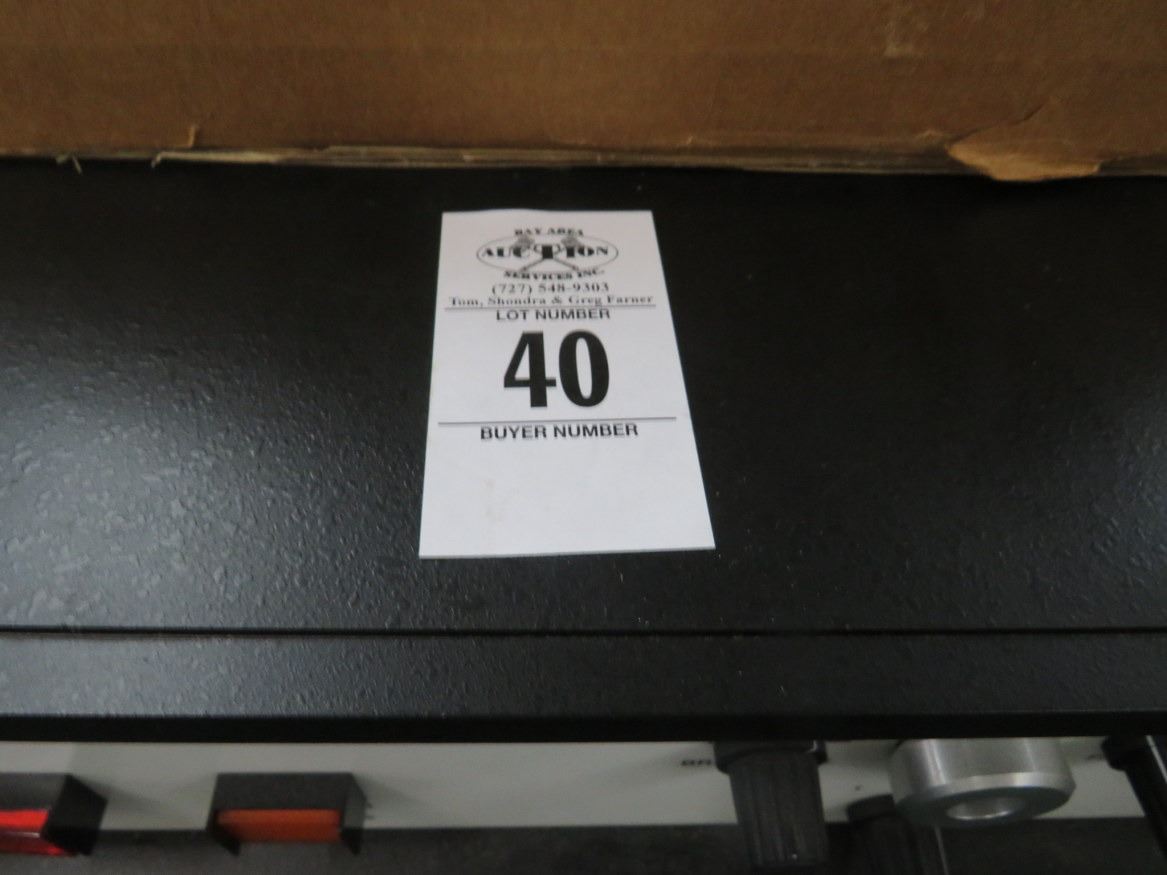 BAY AREA
AUCTION
SERVICES INC.
(727) 548-9303
Tom, Shondra & Greg Farner
LOT NUMBER
40
BUYER NUMBER